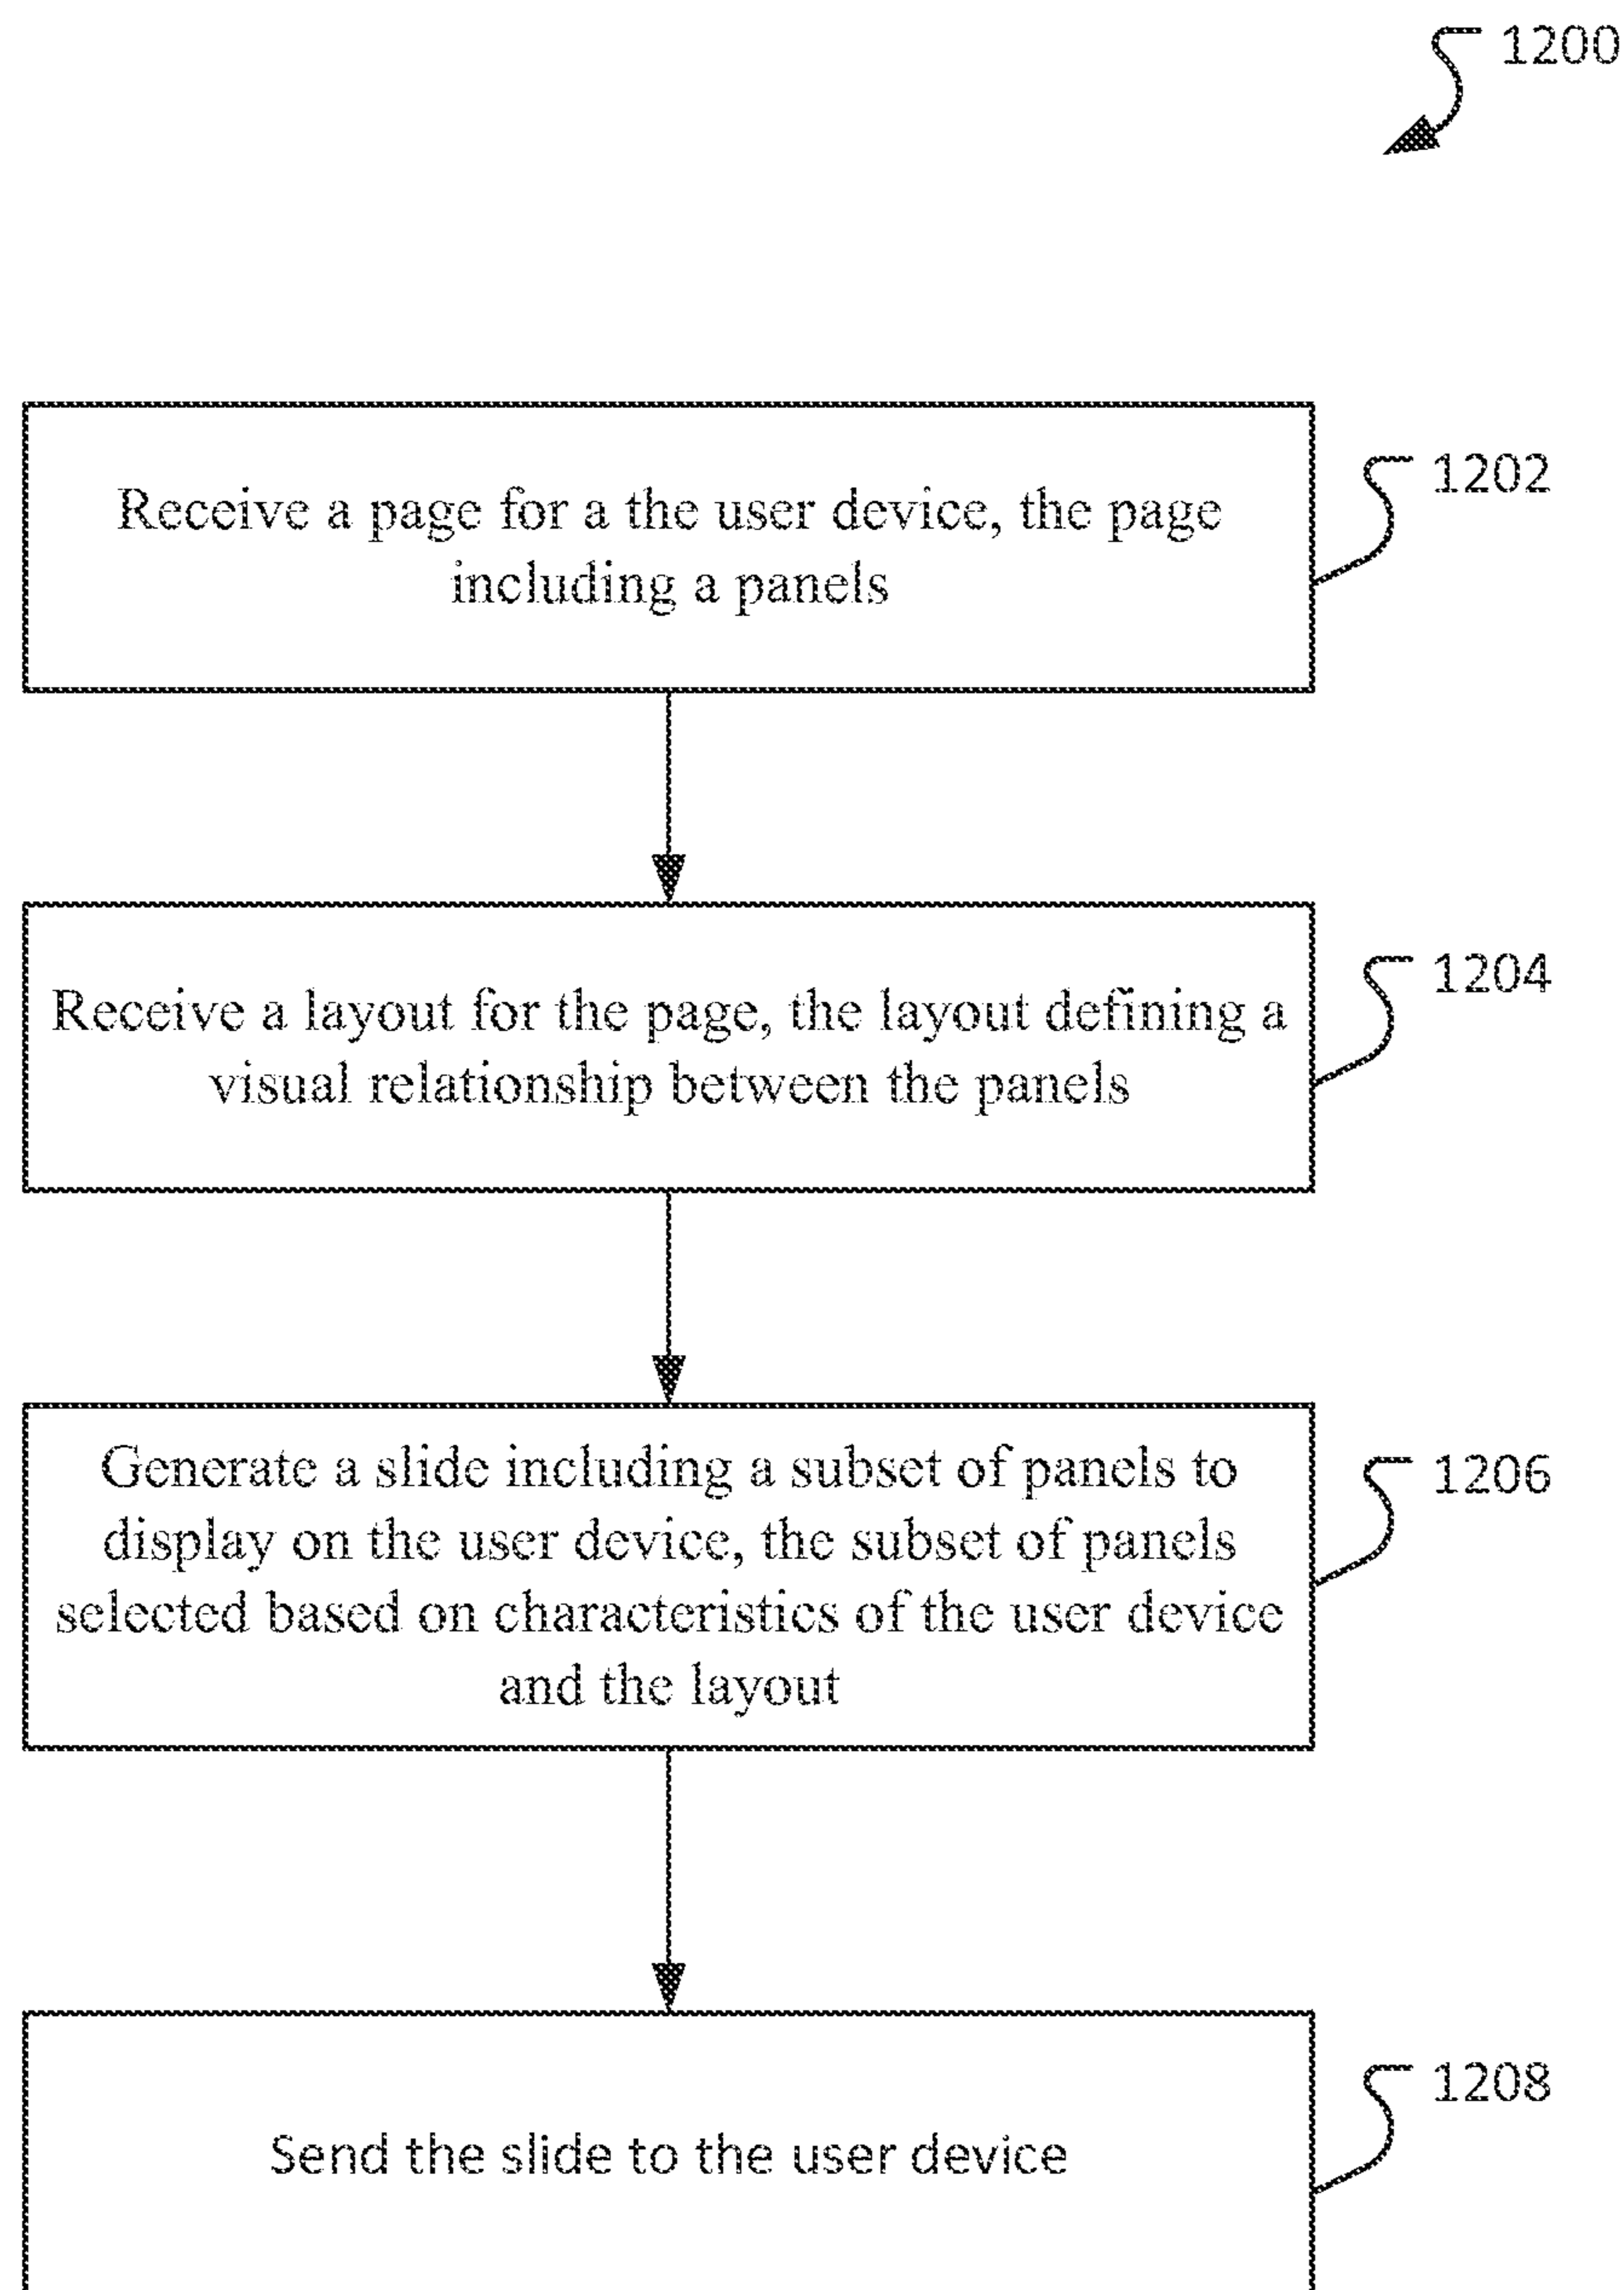 1200
Receive a page for a the user device, the page
including a panels
1202
Receive a layout for the page, the layout defining a
visual relationship between the panels
1204
Generate a slide including a subset of panels to
display on the user device, the subset of panels
selected based on characteristics of the user device
and the layout
1206
Send the slide to the user device
1208